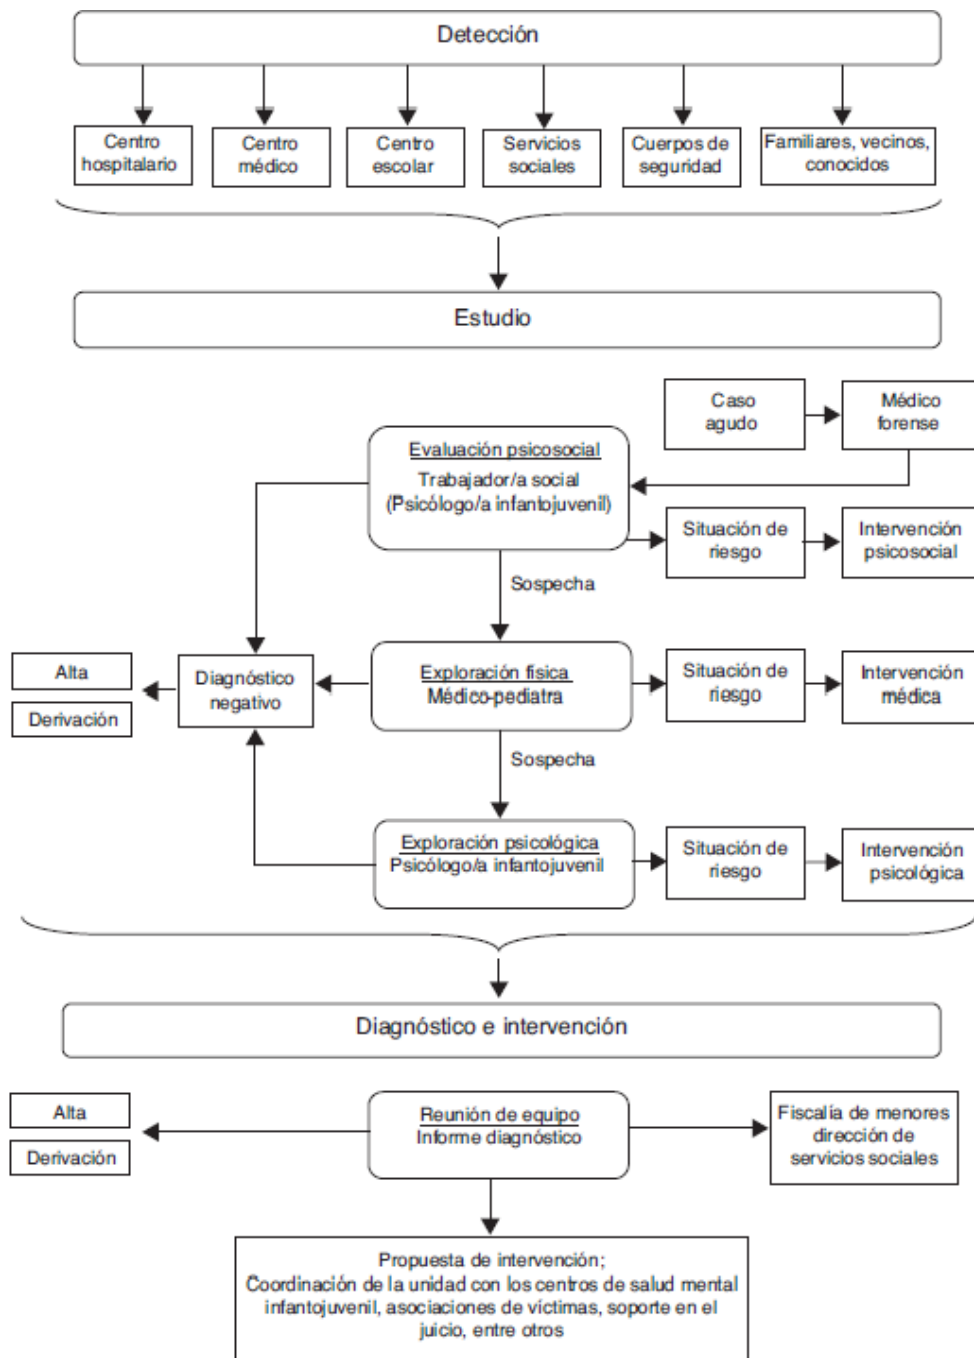 Detección
Centro
hospitalario
Centro
médico
Centro
escolar
Servicios
sociales
Cuerpos de
seguridad
Familiares, vecinos,
conocidos
Estudio
Caso
agudo
Médico
forense
Evaluación psicosocial
Trabajador/a social
(Psicólogo/a infantojuvenil)
Situación de
riesgo
Intervención
psicosocial
Sospecha
Alta
Derivación
Diagnóstico
negativo
Exploración física
Médico-pediatra
Situación de
riesgo
Intervención
médica
Sospecha
Exploración psicológica
Psicólogo/a infantojuvenil
Situación de
riesgo
Intervención
psicológica
Diagnóstico e intervención
Alta
Derivación
Reunión de equipo
Informe diagnóstico
Fiscalía de menores
dirección de
servicios sociales
Propuesta de intervención;
Coordinación de la unidad con los centros de salud mental
infantojuvenil, asociaciones de víctimas, soporte en el
juicio, entre otros